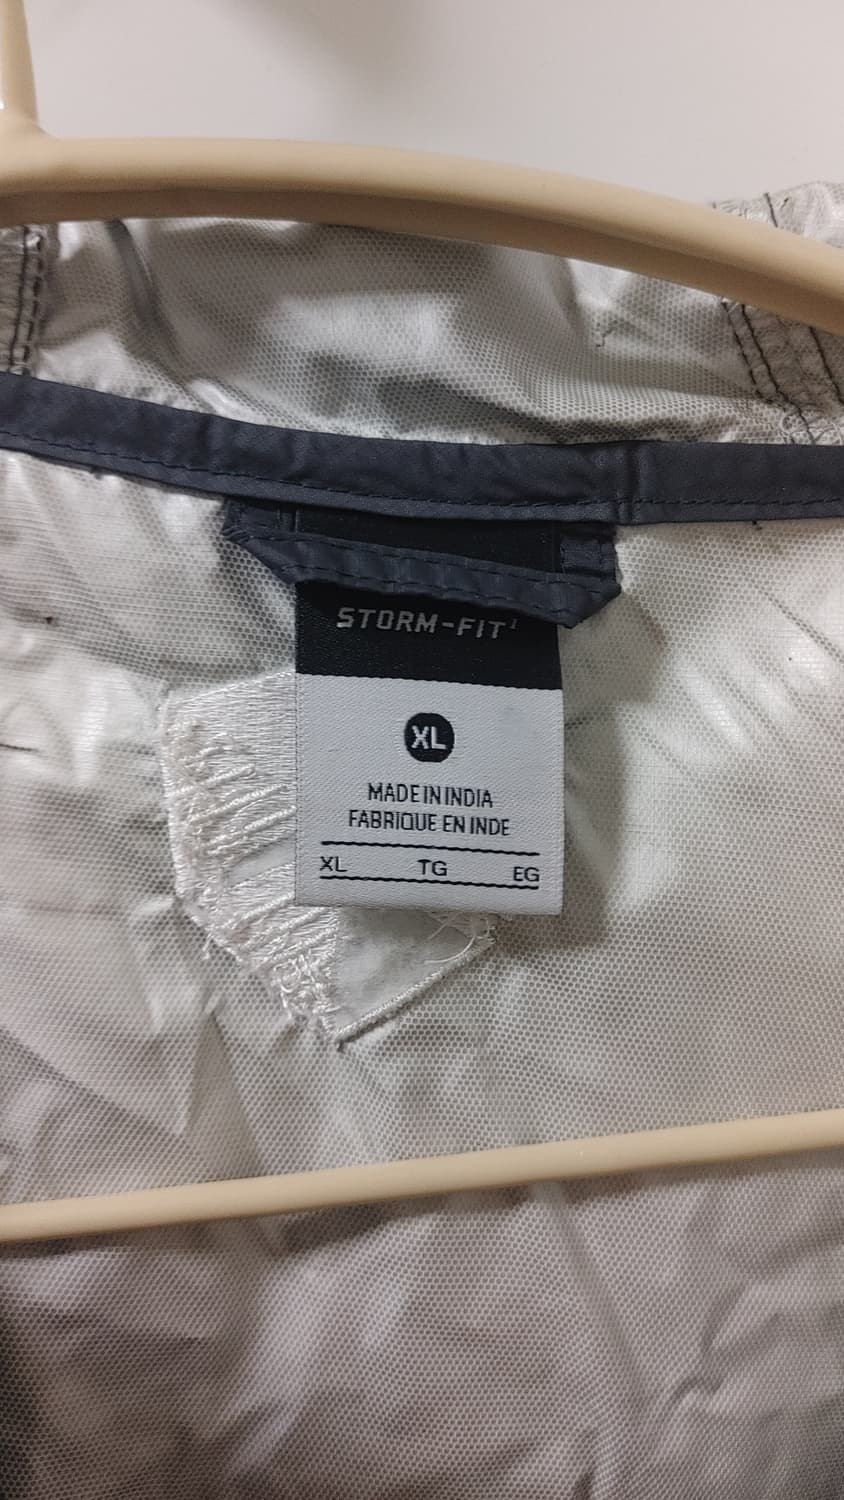 STORM-FIT
XL
MADE IN INDIA
FABRIQUE EN INDE
XL TG EG